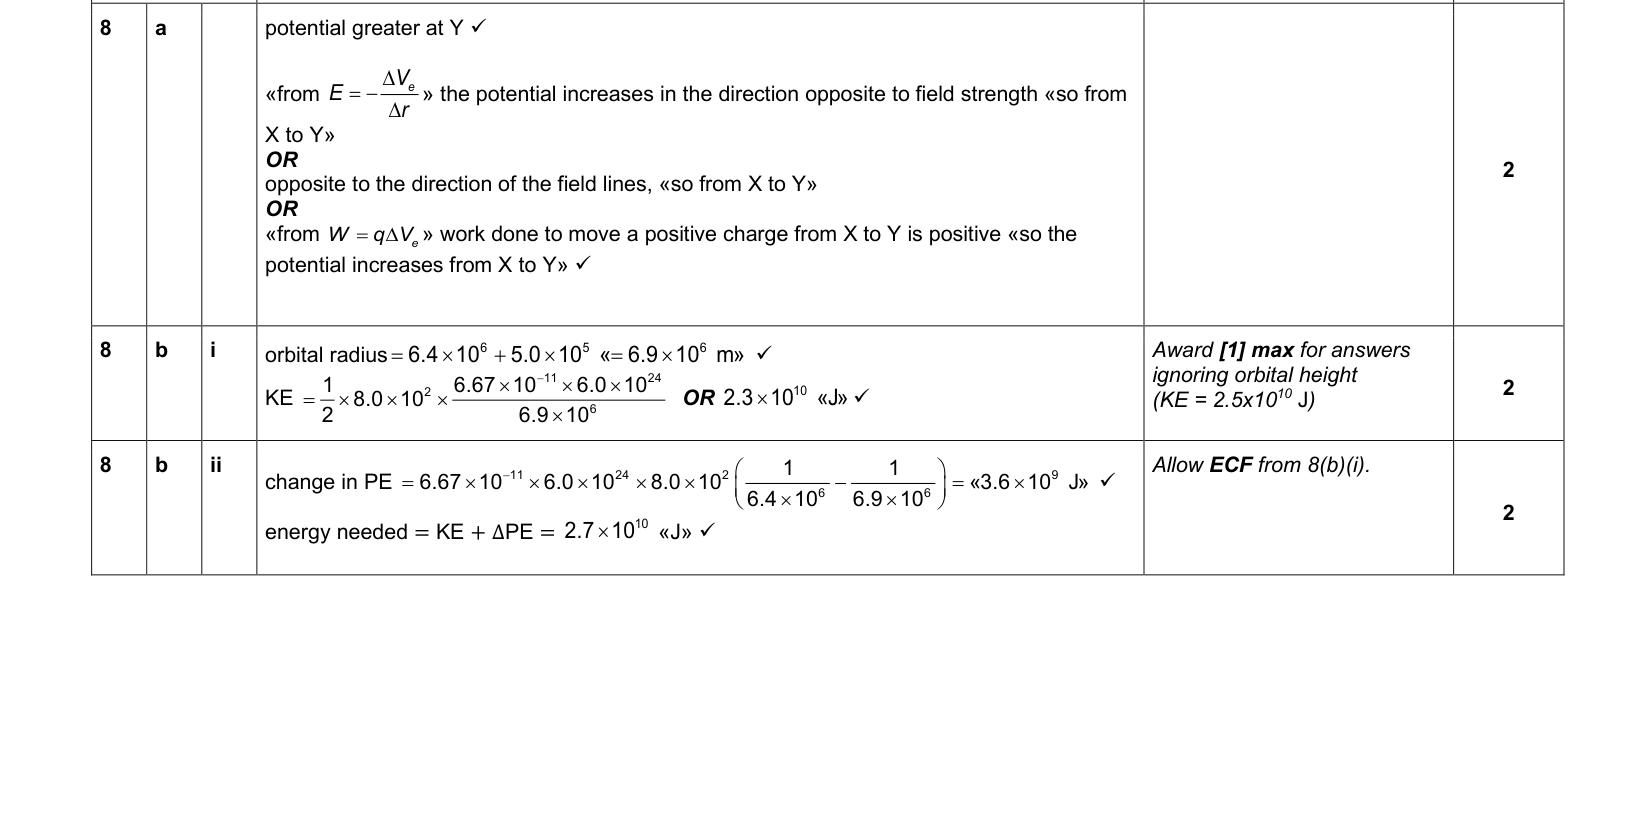 8 a potential greater at Y ✓
«from E = −ΔVₑ/Δr» the potential increases in the direction opposite to field strength «so from
X to Y»
OR
opposite to the direction of the field lines, «so from X to Y»
OR
«from W = qΔVₑ» work done to move a positive charge from X to Y is positive «so the
potential increases from X to Y» ✓
2
8 b i orbital radius = 6.4 × 10⁶ + 5.0 × 10⁵ «= 6.9 × 10⁶ m» ✓
KE = 1/2 × 8.0 × 10² × (6.67 × 10⁻¹¹ × 6.0 × 10²⁴)/(6.9 × 10⁶) OR 2.3 × 10¹⁰ «J» ✓
Award [1] max for answers
ignoring orbital height
(KE = 2.5x10¹⁰ J)
2
8 b ii change in PE = 6.67 × 10⁻¹¹ × 6.0 × 10²⁴ × 8.0 × 10² (1/(6.4 × 10⁶) − 1/(6.9 × 10⁶)) = «3.6 × 10⁹ J» ✓
energy needed = KE + ΔPE = 2.7 × 10¹⁰ «J» ✓
Allow ECF from 8(b)(i).
2